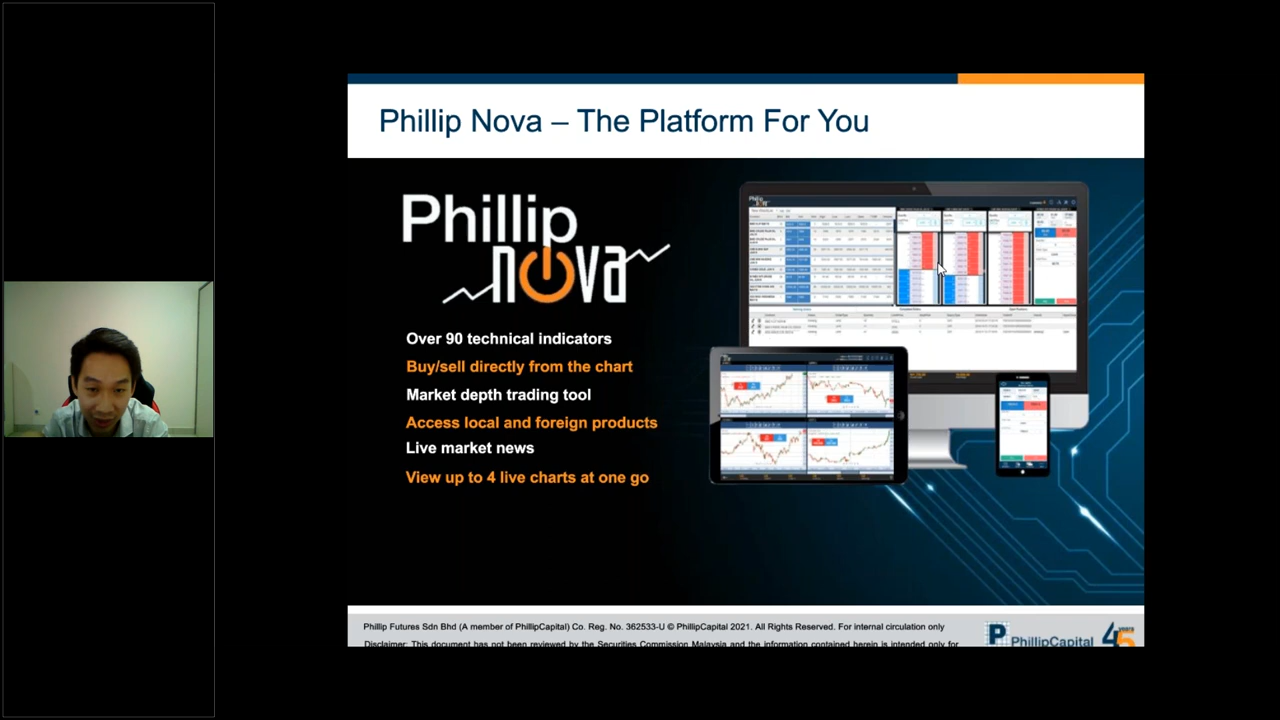 Phillip Nova – The Platform For You
Phillip
nova
Over 90 technical indicators
Buy/sell directly from the chart
Market depth trading tool
Access local and foreign products
Live market news
View up to 4 live charts at one go
Phillip Futures Sdn Bhd (A member of PhillipCapital) Co. Reg. No. 362533-U © PhillipCapital 2021. All Rights Reserved. For internal circulation only
Disclaimer: This document has not been reviewed by the Securities Commission Malaysia and the information contained herein is intended only for
P PhillipCapital
45 years